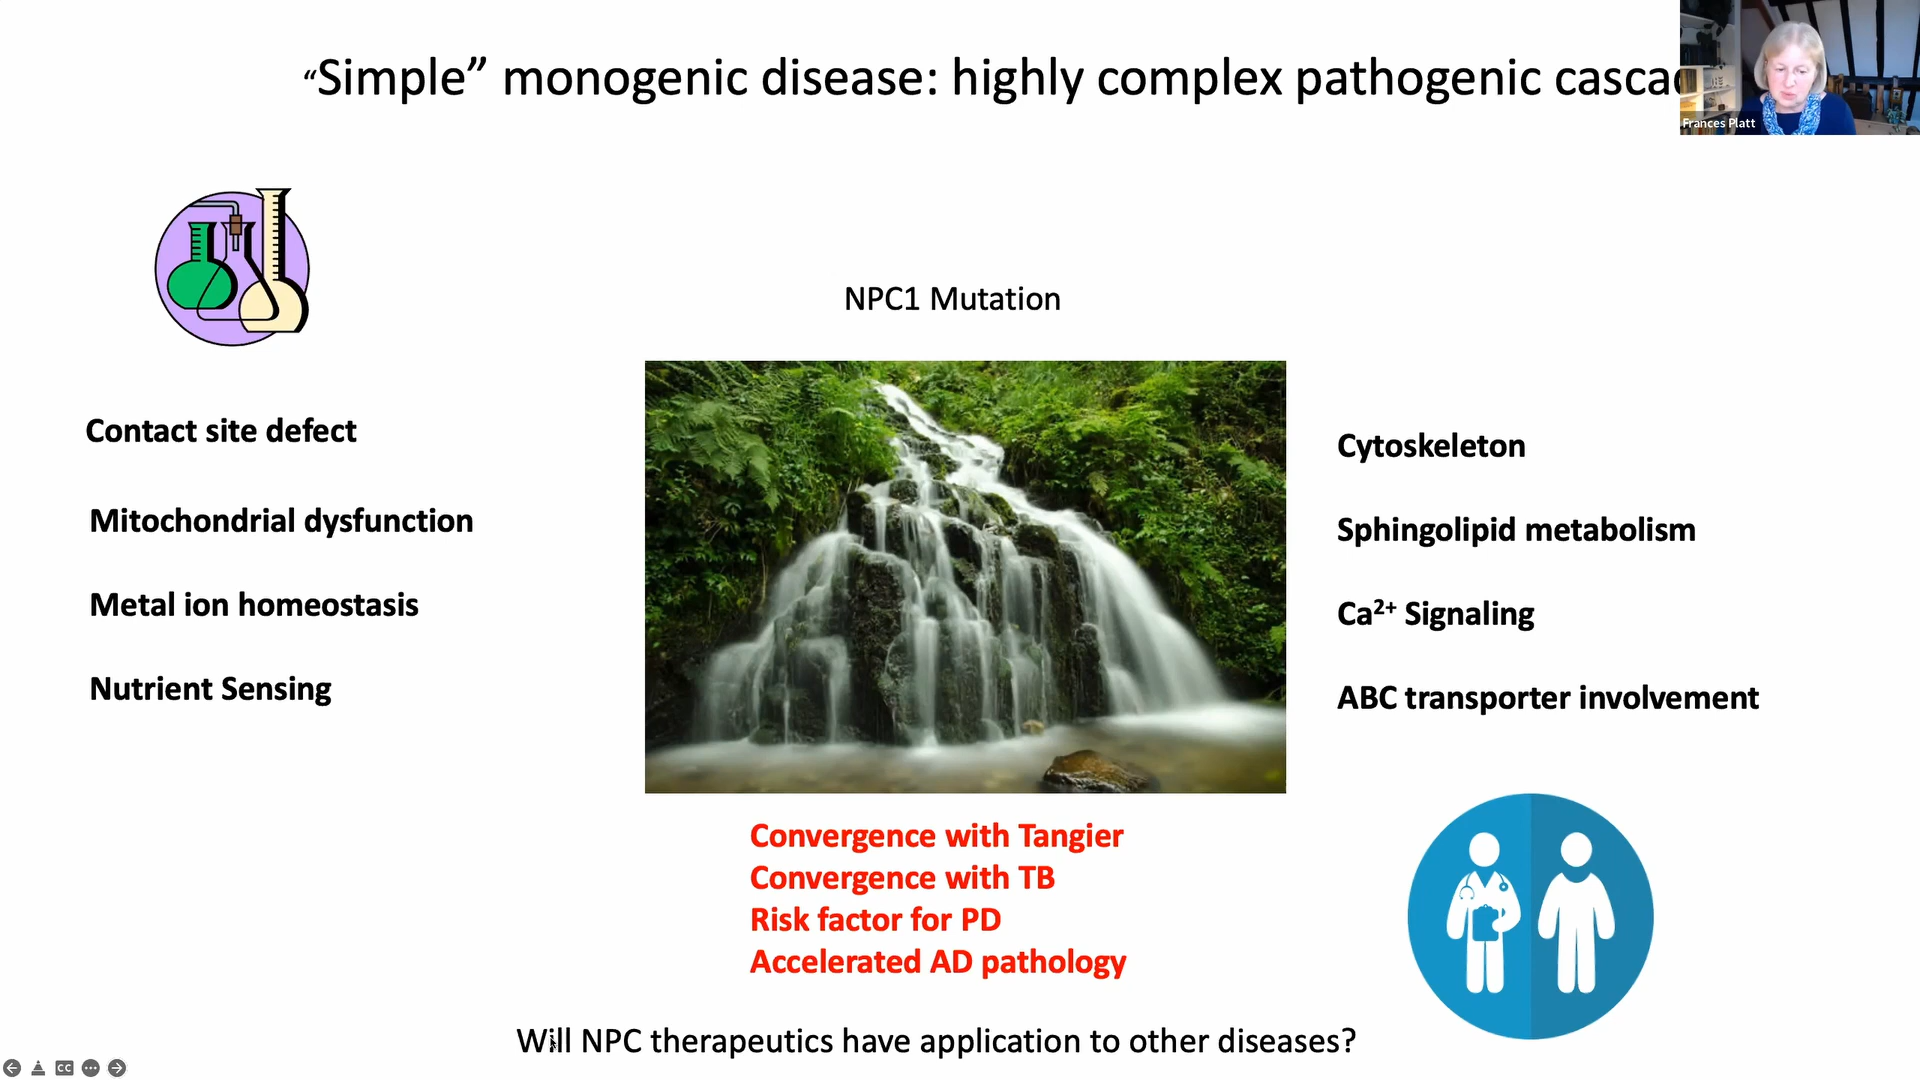 “Simple” monogenic disease: highly complex pathogenic
Frances Platt
NPC1 Mutation
Contact site defect
Mitochondrial dysfunction
Metal ion homeostasis
Nutrient Sensing
Cytoskeleton
Sphingolipid metabolism
Ca²⁺ Signaling
ABC transporter involvement
Convergence with Tangier
Convergence with TB
Risk factor for PD
Accelerated AD pathology
Will NPC therapeutics have application to other diseases?
CC